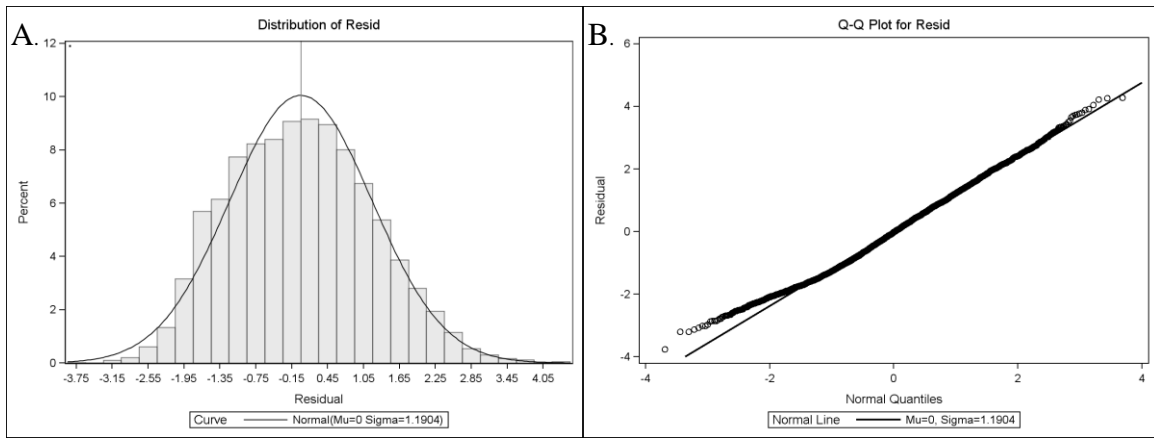 A.
Distribution of Resid
12
10
8
6
4
2
0
Percent
-3.75 -3.15 -2.55 -1.95 -1.35 -0.75 -0.15 0.45 1.05 1.65 2.25 2.85 3.45 4.05
Residual
Curve Normal(Mu=0 Sigma=1.1904)
B.
Q-Q Plot for Resid
6
4
2
0
-2
-4
Residual
-4 -2 0 2 4
Normal Quantiles
Normal Line Mu=0, Sigma=1.1904